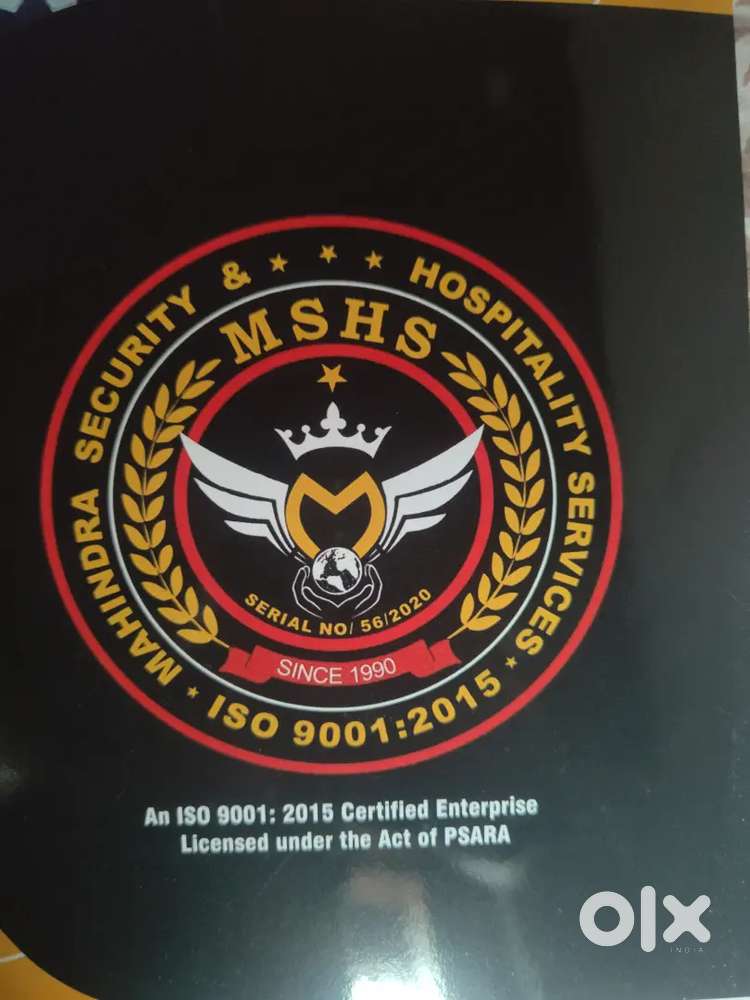 MAHINDRA SECURITY & HOSPITALITY SERVICES
MSHS
M
SERIAL NO/ 56/2020
SINCE 1990
ISO 9001:2015
An ISO 9001: 2015 Certified Enterprise
Licensed under the Act of PSARA
olx
INDIA